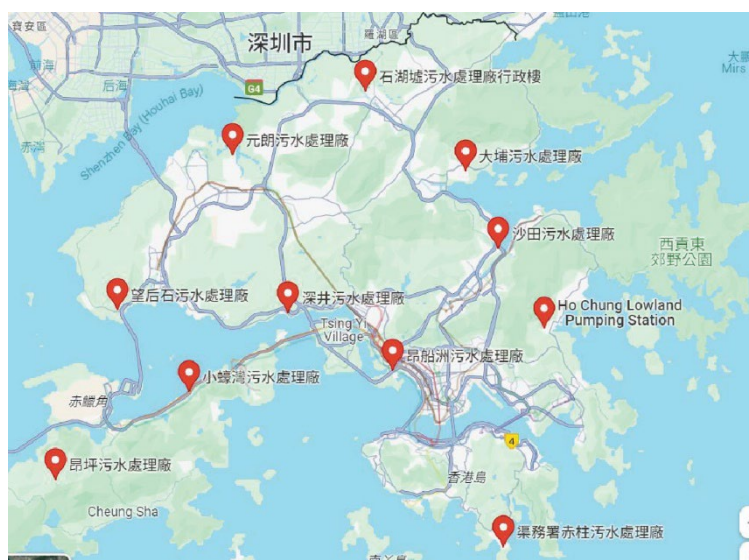 寶安區
羅湖區
深圳市
前海
后海
G4
石湖墟污水處理廠行政樓
大鵬
Mirs
Shenzhen Bay (Houhai Bay)
赤灣
元朗污水處理廠
大埔污水處理廠
沙田污水處理廠
西貢東
郊野公園
望后石污水處理廠
深井污水處理廠
Ho Chung Lowland
Pumping Station
Tsing Yi
Village
昂船洲污水處理廠
小蠔灣污水處理廠
赤鱲角
4
昂坪污水處理廠
香港島
Cheung Sha
渠務署赤柱污水處理廠